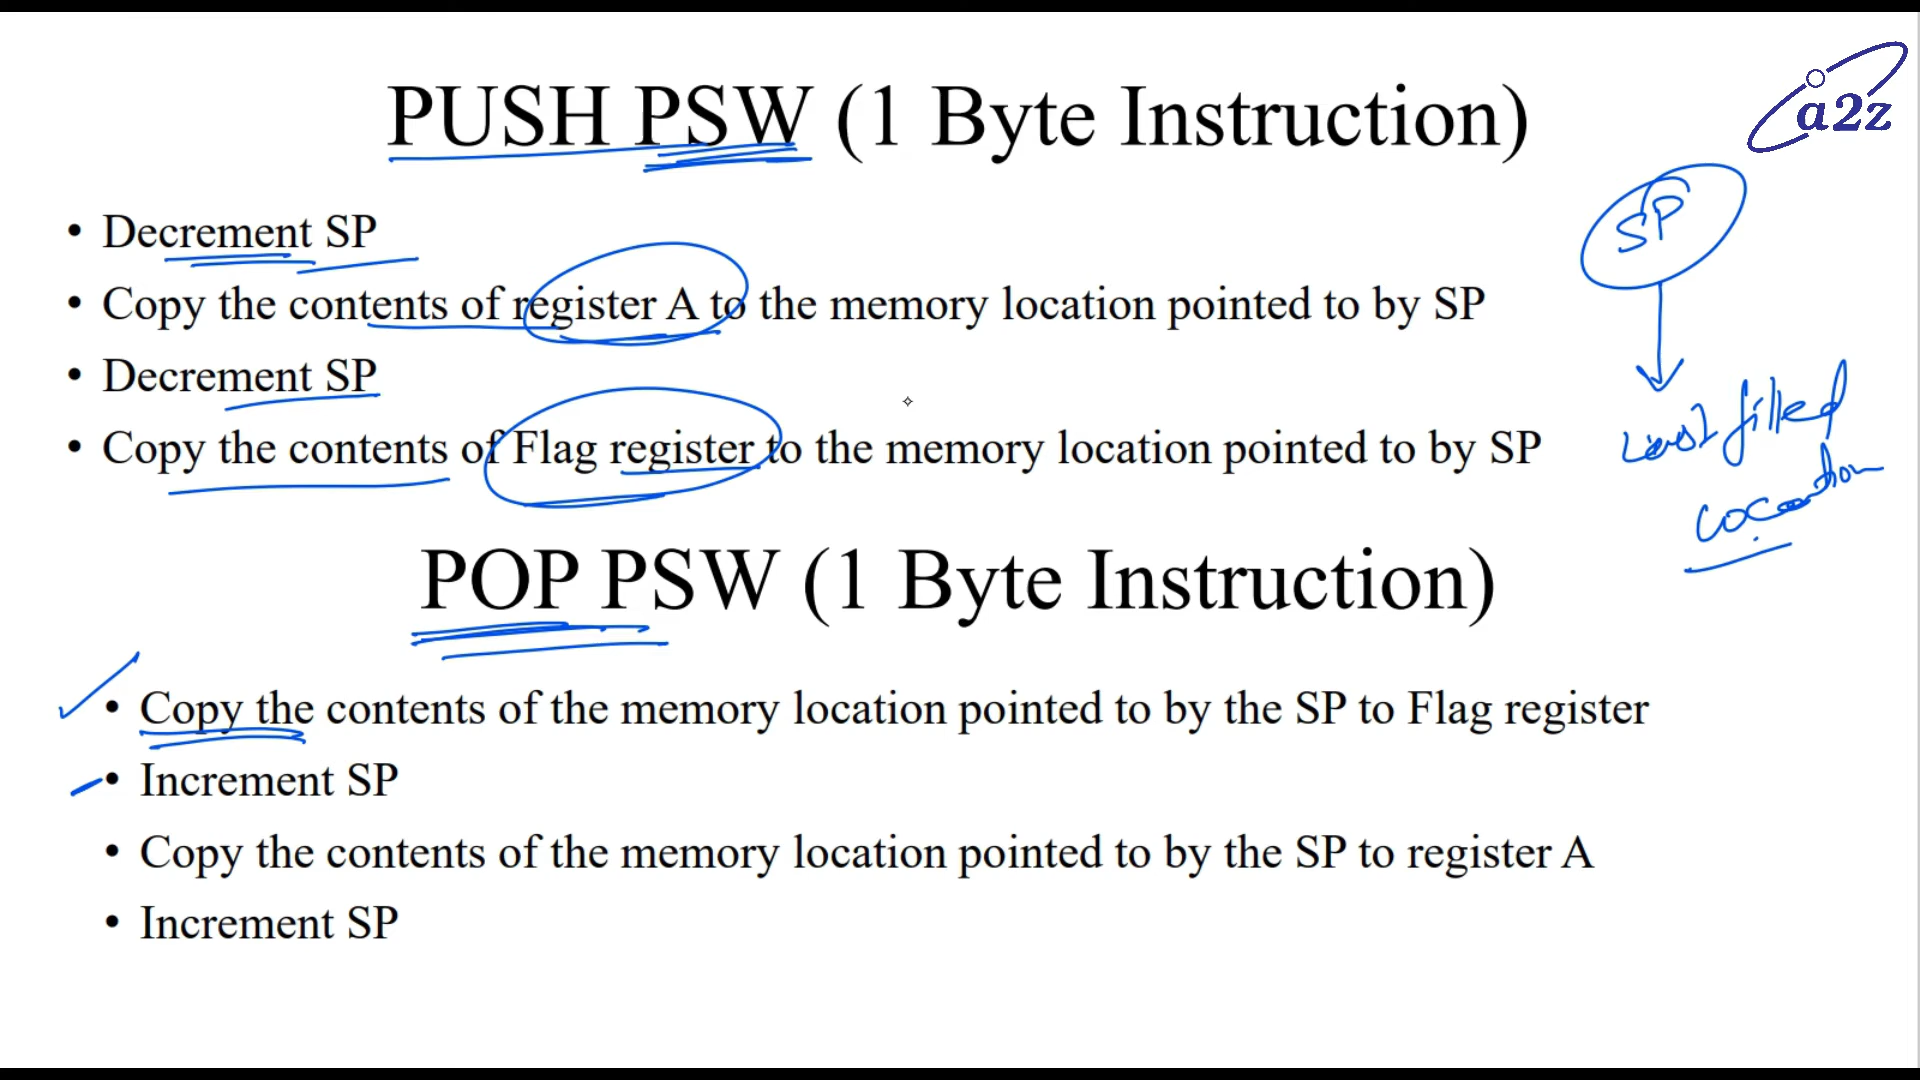 a2z
PUSH PSW (1 Byte Instruction)
• Decrement SP
• Copy the contents of register A to the memory location pointed to by SP
• Decrement SP
• Copy the contents of Flag register to the memory location pointed to by SP
SP
Last filled
location
POP PSW (1 Byte Instruction)
• Copy the contents of the memory location pointed to by the SP to Flag register
• Increment SP
• Copy the contents of the memory location pointed to by the SP to register A
• Increment SP